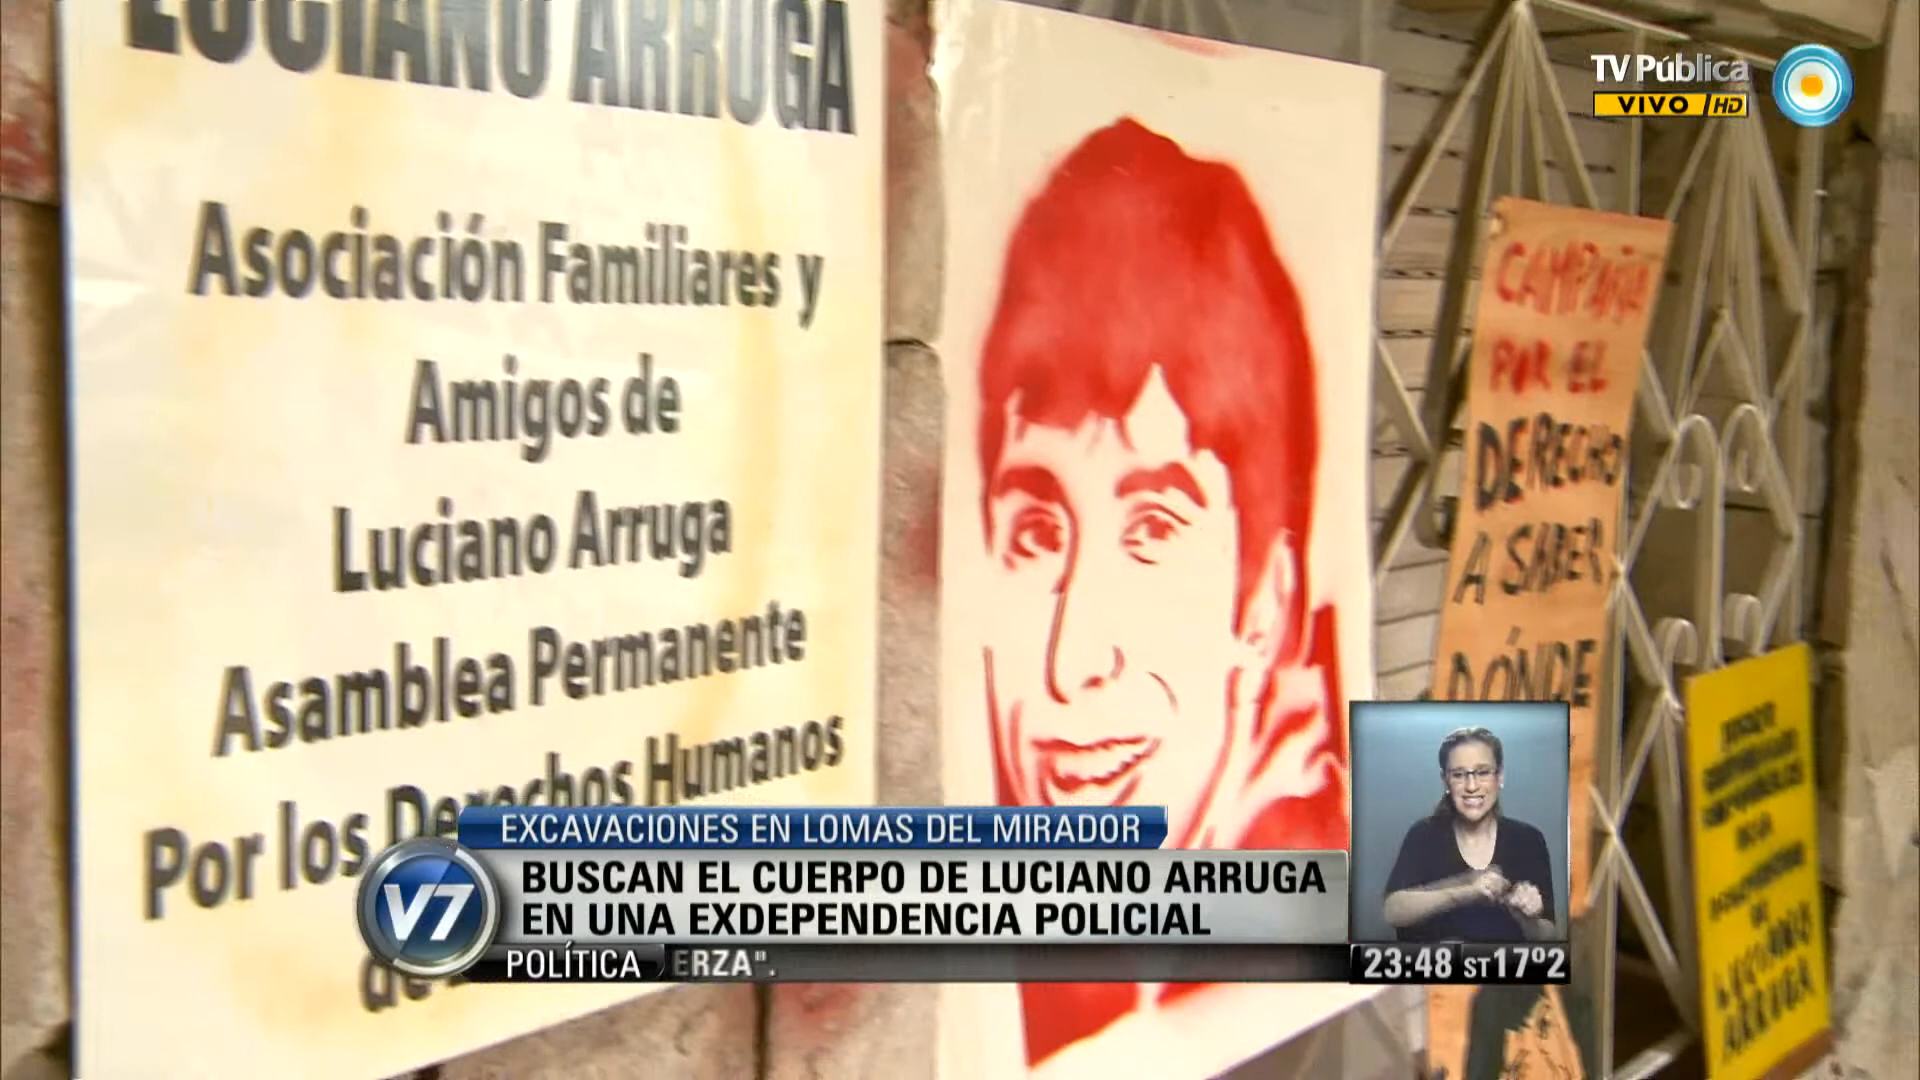 LUCIANO ARRUGA
Asociación Familiares y
Amigos de
Luciano Arruga
Asamblea Permanente
Por los Derechos Humanos
CAMPAÑA
POR EL
DERECHO
A SABER
DÓNDE
LUCIANO
ARRUGA
TV Pública
VIVO HD
EXCAVACIONES EN LOMAS DEL MIRADOR
BUSCAN EL CUERPO DE LUCIANO ARRUGA
EN UNA EXDEPENDENCIA POLICIAL
V7
POLÍTICA ERZA".
23:48 ST 17º2